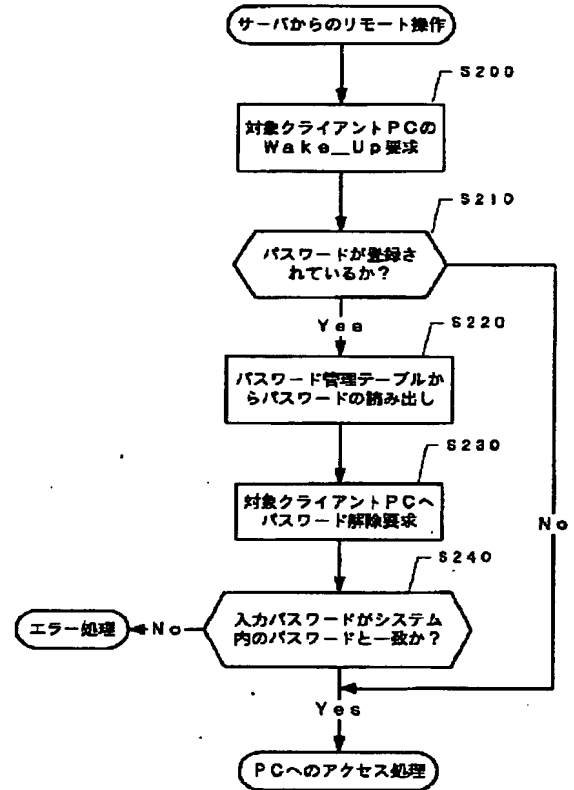 サーバからのリモート操作
S200
対象クライアントPCの
Wake_Up要求
S210
パスワードが登録さ
れているか?
Yes
S220
パスワード管理テーブルか
らパスワードの読み出し
S230
対象クライアントPCへ
パスワード解除要求
No
S240
入力パスワードがシステム
内のパスワードと一致か?
No
エラー処理
Yes
PCへのアクセス処理